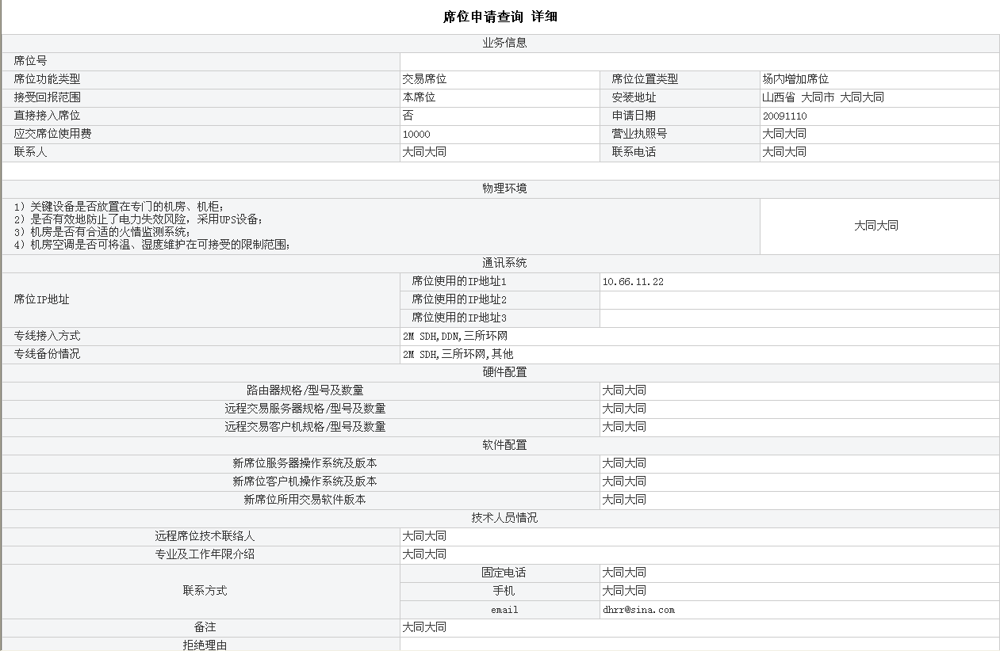 席位申请查询 详细
业务信息
席位号
席位功能类型 交易席位 席位位置类型 场内增加席位
接受回报范围 本席位 安装地址 山西省 大同市 大同大同
直接接入席位 否 申请日期 20091110
应交席位使用费 10000 营业执照号 大同大同
联系人 大同大同 联系电话 大同大同
物理环境
1）关键设备是否放置在专门的机房、机柜；
2）是否有效地防止了电力失效风险，采用UPS设备；
3）机房是否有合适的火情监测系统；
4）机房空调是否可将温、湿度维护在可接受的限制范围；
大同大同
通讯系统
席位IP地址
席位使用的IP地址1 10.66.11.22
席位使用的IP地址2
席位使用的IP地址3
专线接入方式 2M SDH,DDN,三所环网
专线备份情况 2M SDH,三所环网,其他
硬件配置
路由器规格/型号及数量 大同大同
远程交易服务器规格/型号及数量 大同大同
远程交易客户机规格/型号及数量 大同大同
软件配置
新席位服务器操作系统及版本 大同大同
新席位客户机操作系统及版本 大同大同
新席位所用交易软件版本 大同大同
技术人员情况
远程席位技术联络人 大同大同
专业及工作年限介绍 大同大同
联系方式
固定电话 大同大同
手机 大同大同
email dhrr@sina.com
备注 大同大同
拒绝理由